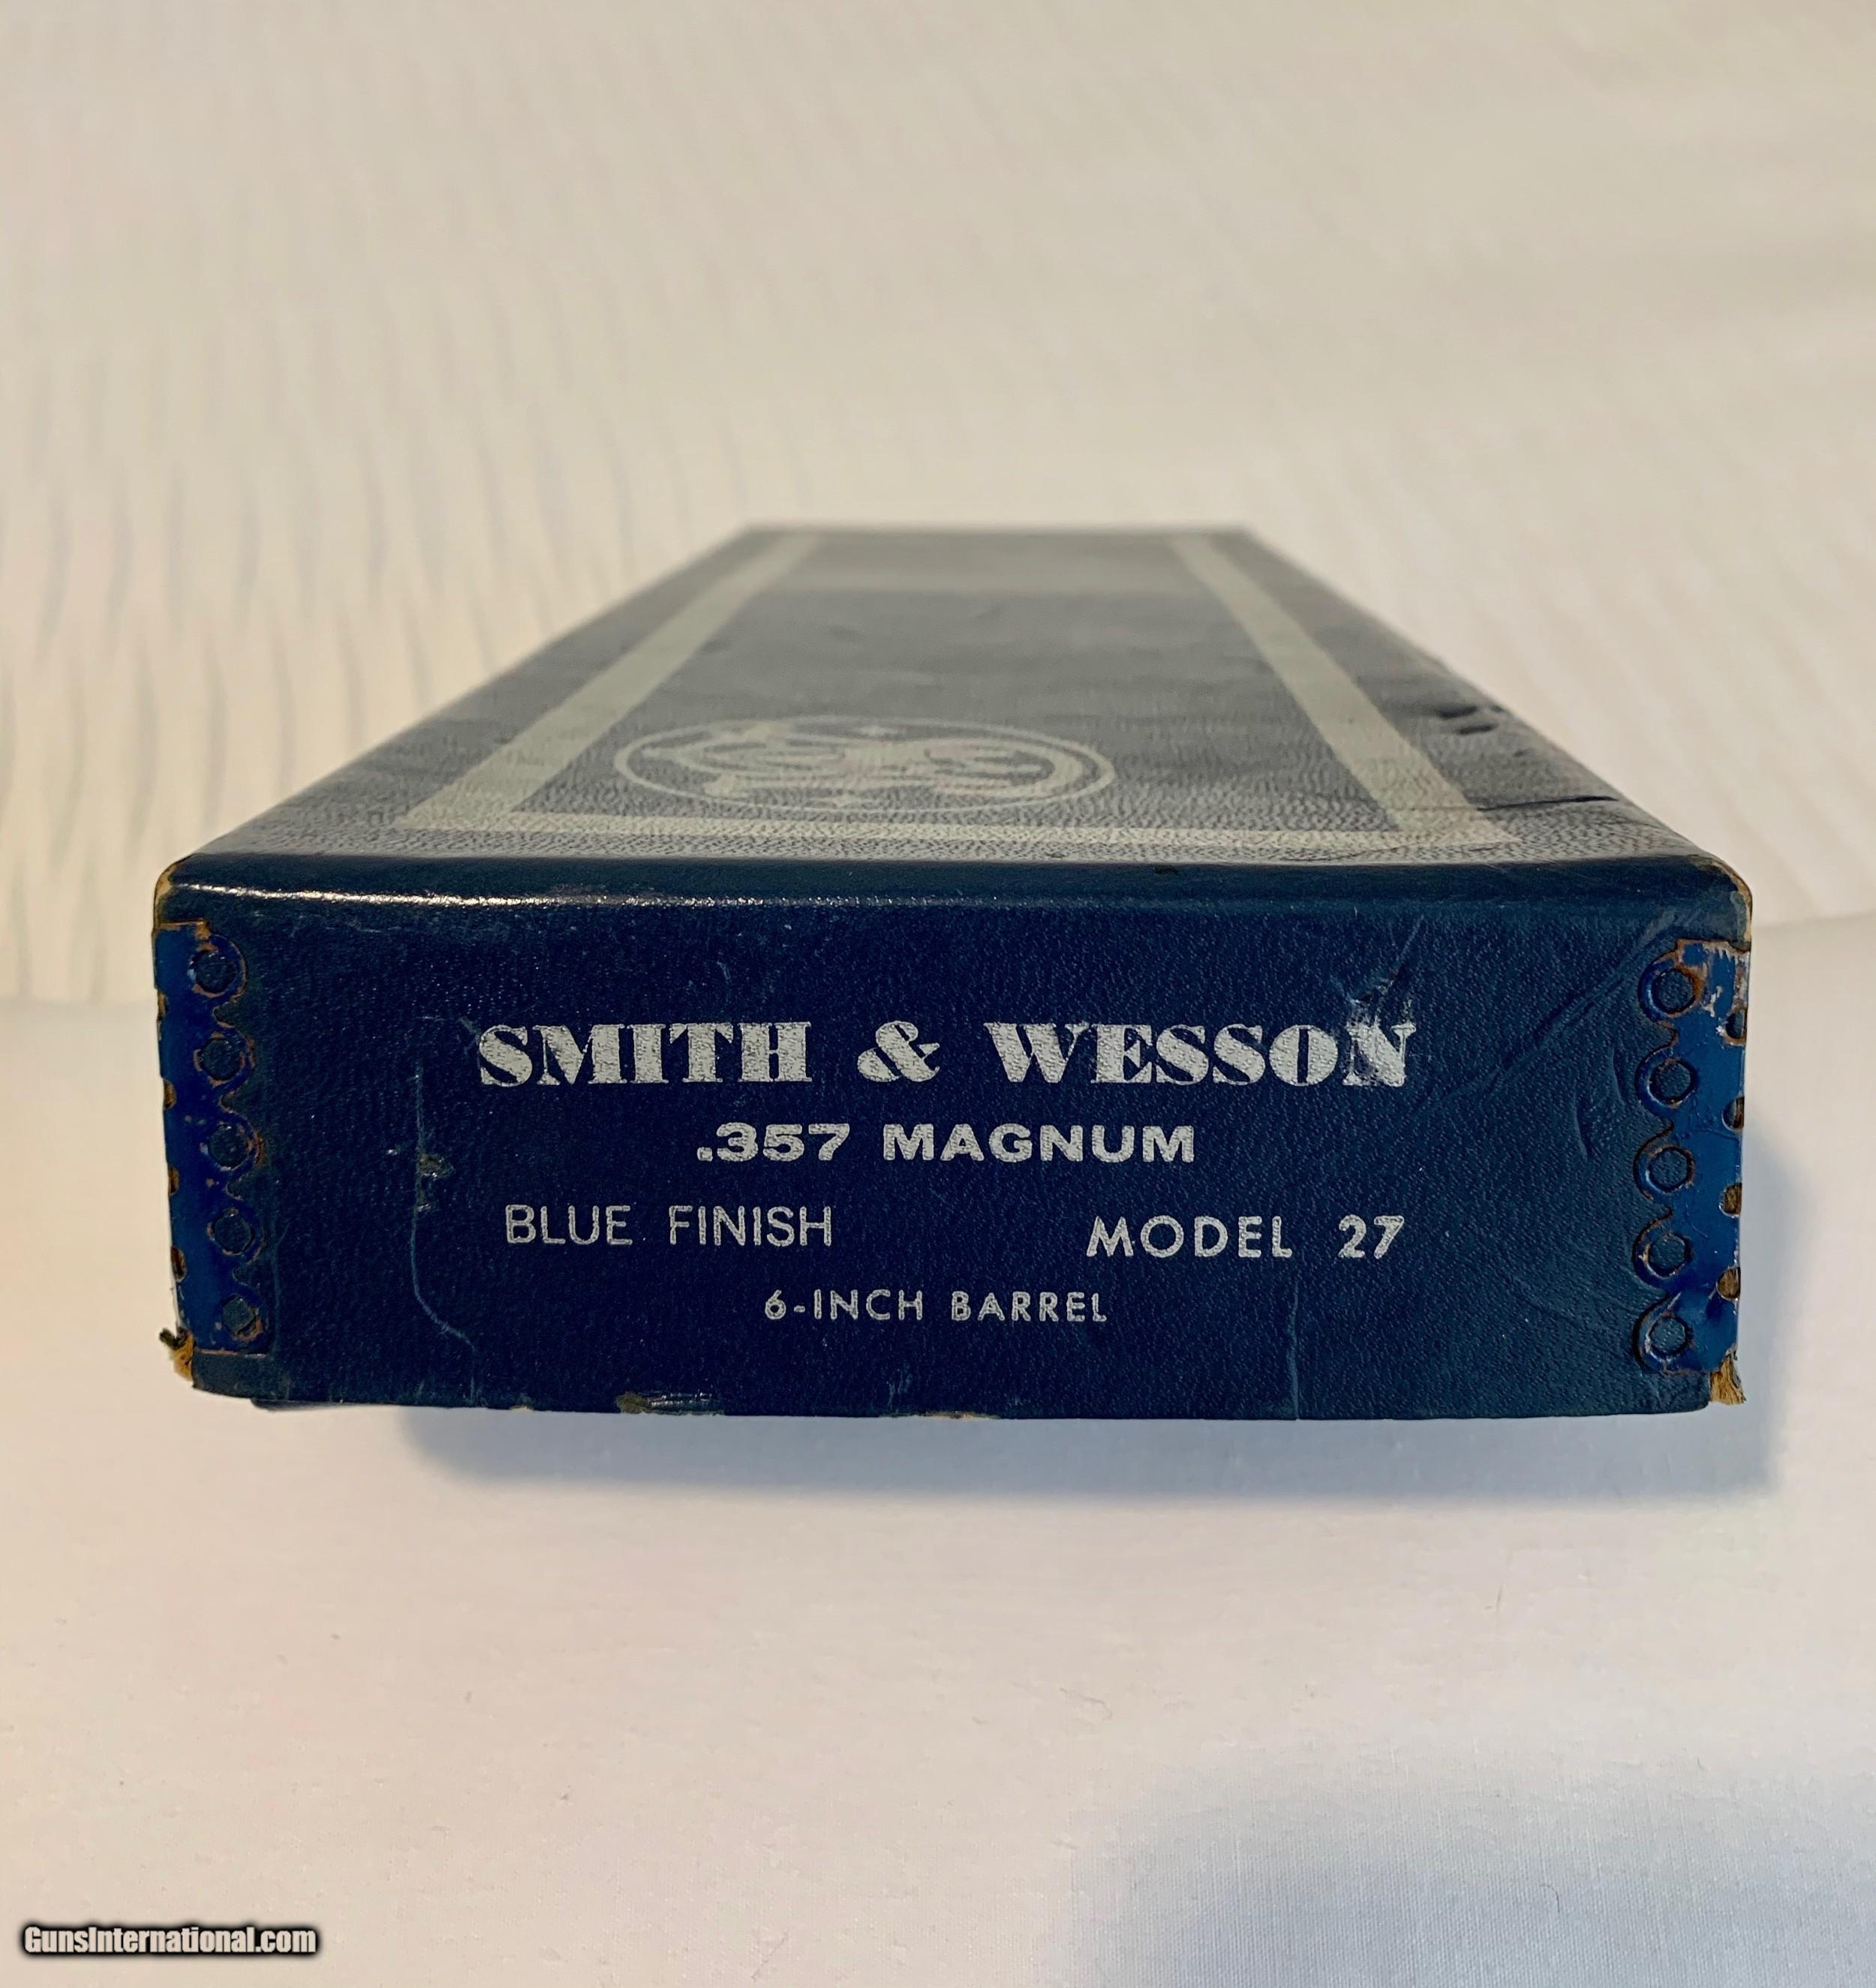 SMITH & WESSON
.357 MAGNUM
BLUE FINISH MODEL 27
6-INCH BARREL
GunsInternational.com